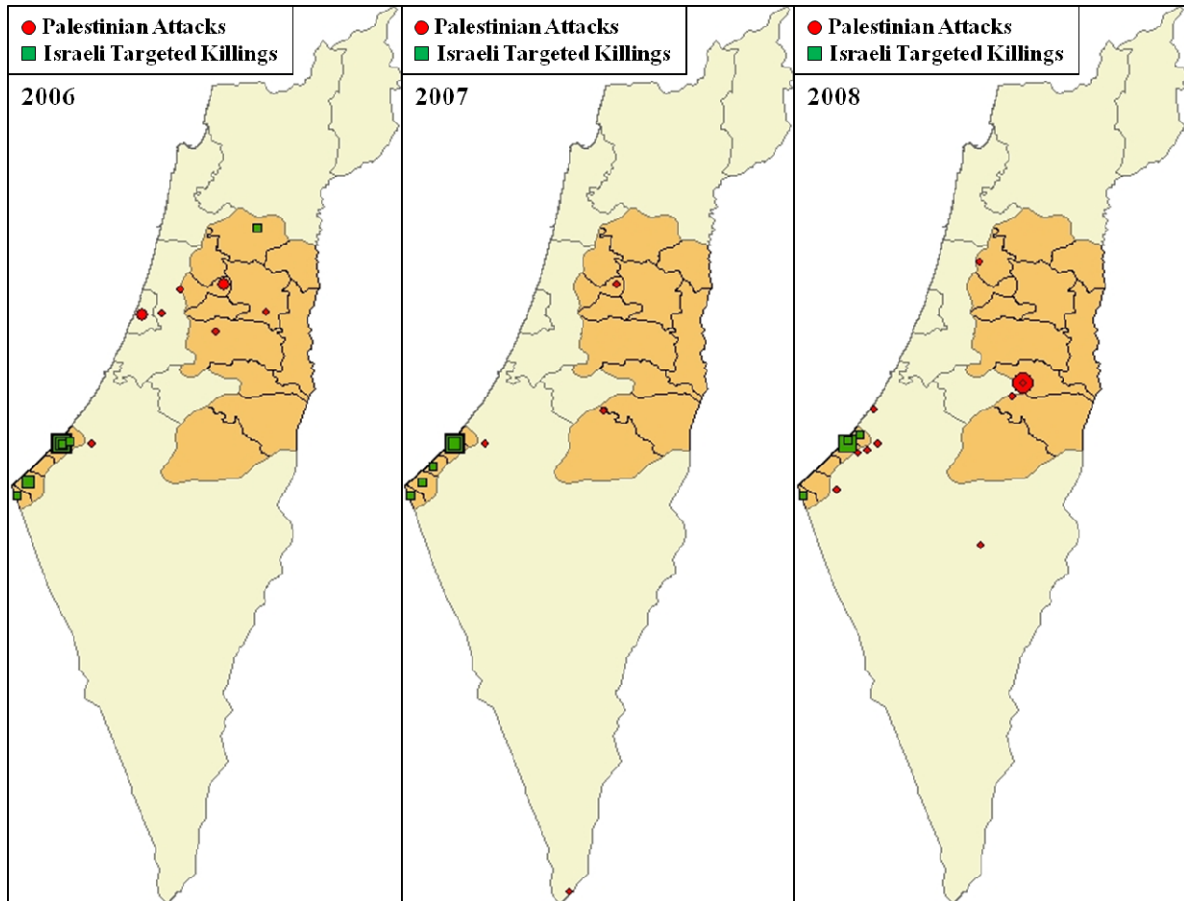 Palestinian Attacks
Israeli Targeted Killings
2006
Palestinian Attacks
Israeli Targeted Killings
2007
Palestinian Attacks
Israeli Targeted Killings
2008